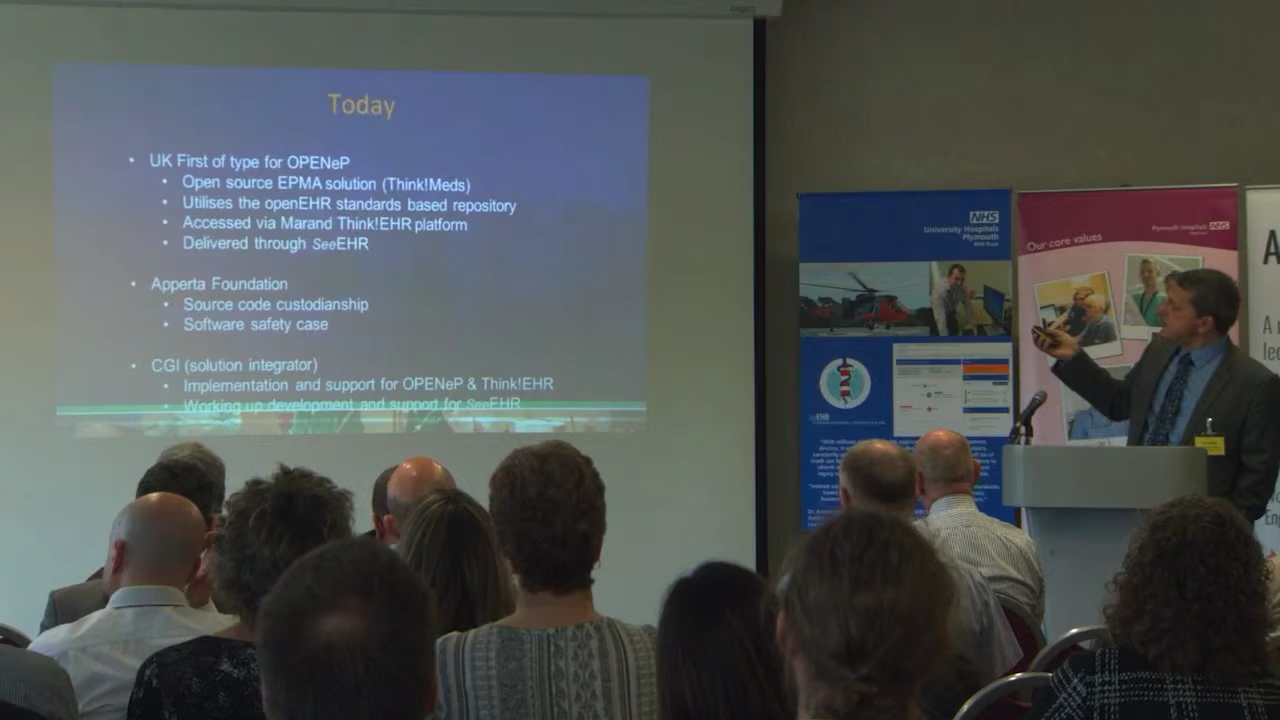 Today
• UK First of type for OPENeP
• Open source EPMA solution (Think!Meds)
• Utilises the openEHR standards based repository
• Accessed via Marand Think!EHR platform
• Delivered through SeeEHR
• Apperta Foundation
• Source code custodianship
• Software safety case
• CGI (solution integrator)
• Implementation and support for OPENeP & Think!EHR
• Working up development and support for SeeEHR
NHS
University Hospitals
Plymouth
NHS Trust
Our core values
Plymouth Hospitals NHS